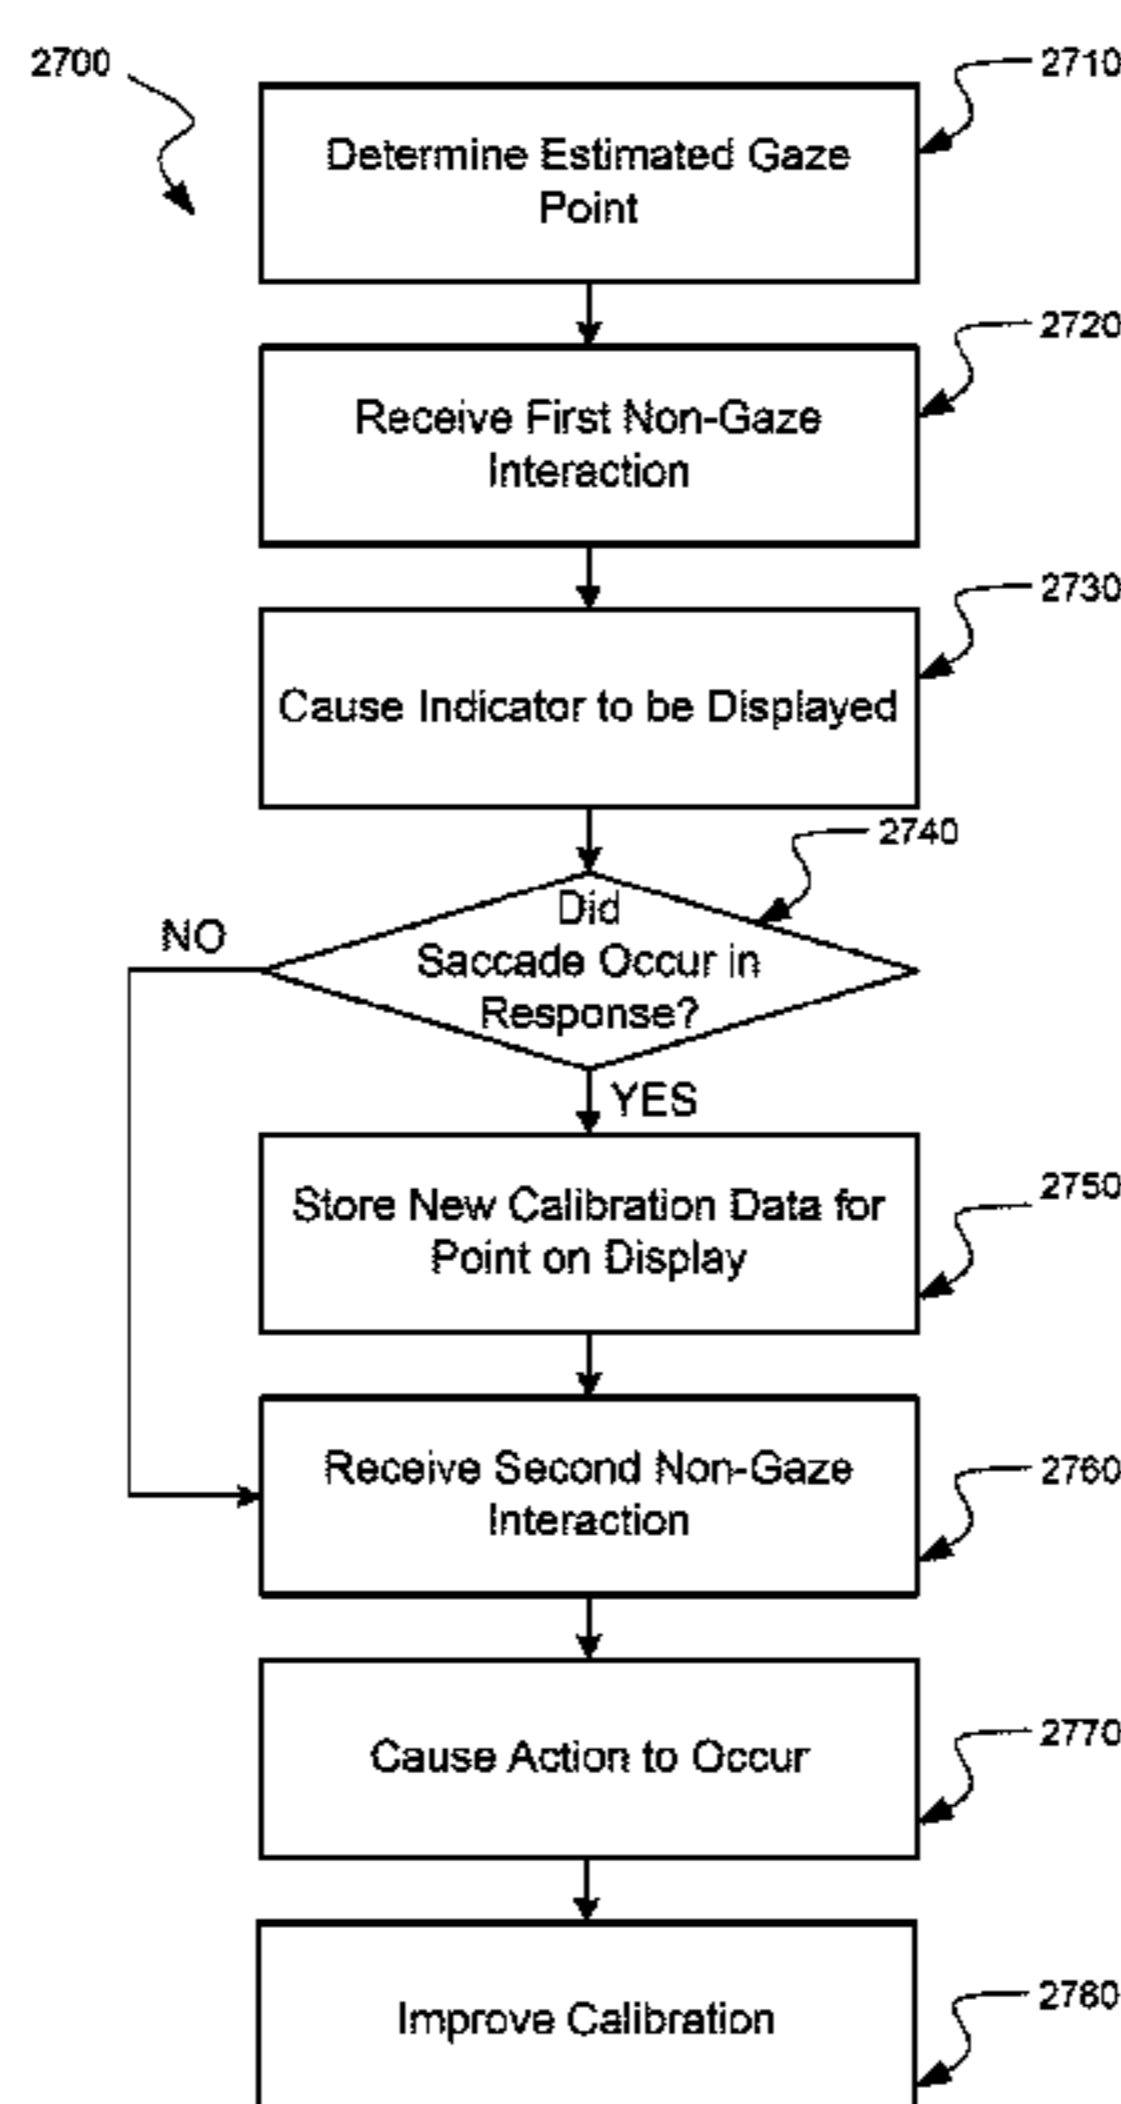 2700
2710
Determine Estimated Gaze
Point
2720
Receive First Non-Gaze
Interaction
2730
Cause Indicator to be Displayed
2740
Did
Saccade Occur in
Response?
NO
YES
2750
Store New Calibration Data for
Point on Display
2760
Receive Second Non-Gaze
Interaction
2770
Cause Action to Occur
2780
Improve Calibration